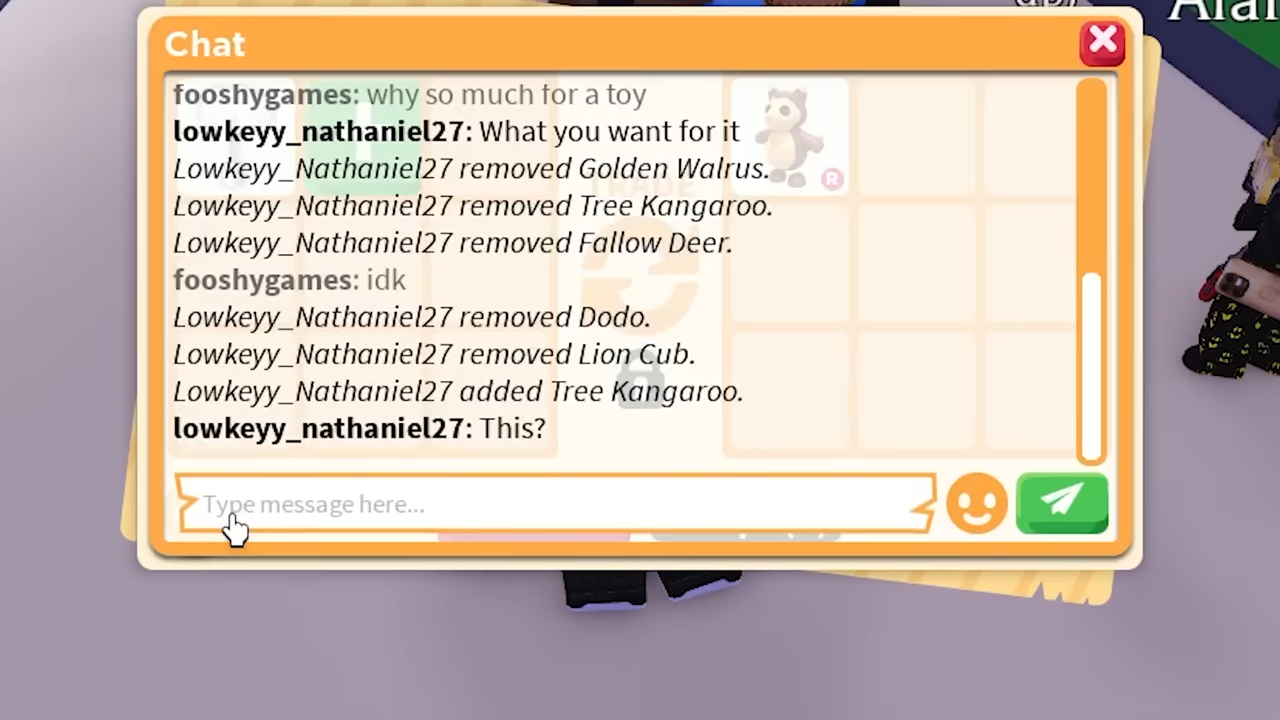 Chat
fooshygames: why so much for a toy
lowkeyy_nathaniel27: What you want for it
Lowkeyy_Nathaniel27 removed Golden Walrus.
Lowkeyy_Nathaniel27 removed Tree Kangaroo.
Lowkeyy_Nathaniel27 removed Fallow Deer.
fooshygames: idk
Lowkeyy_Nathaniel27 removed Dodo.
Lowkeyy_Nathaniel27 removed Lion Cub.
Lowkeyy_Nathaniel27 added Tree Kangaroo.
lowkeyy_nathaniel27: This?
Type message here...
R